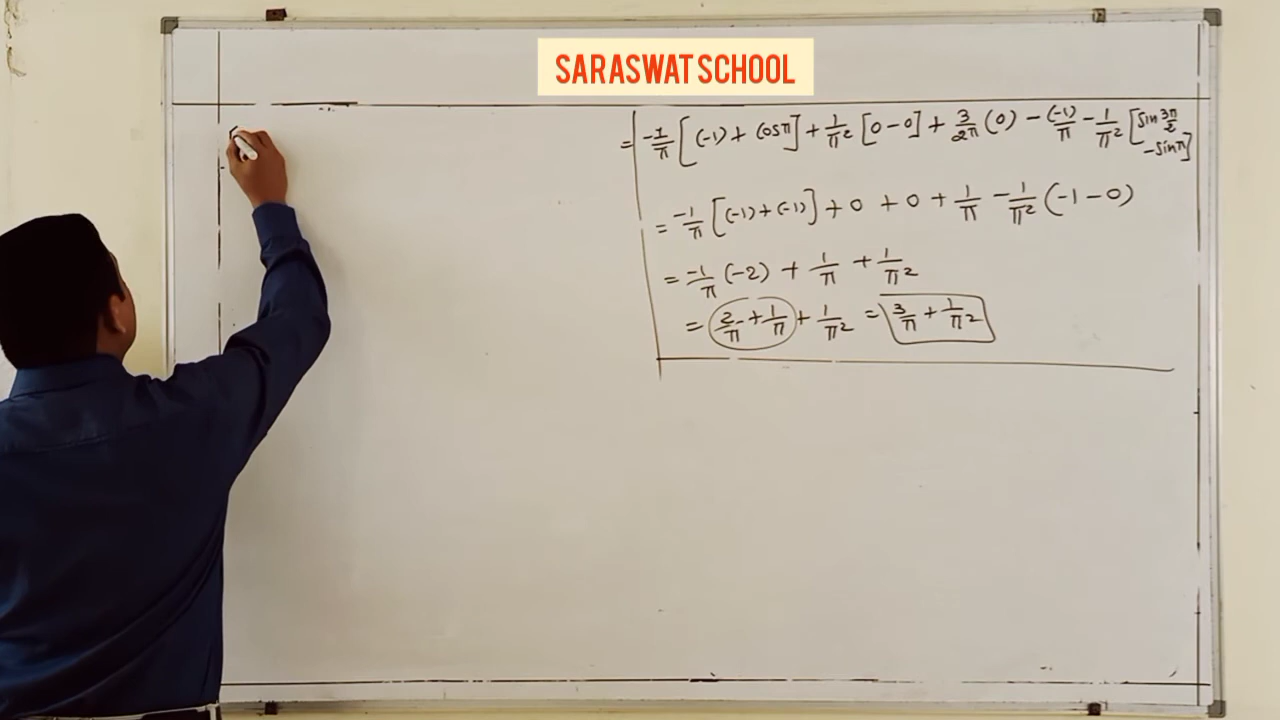 SARASWAT SCHOOL
= -1/π [(-1) + cosπ] + 1/π² [0-0] + 3/2π (0) - (-1)/π - 1/π² [sin 3π/2 - sinπ]
= -1/π [(-1) + (-1)] + 0 + 0 + 1/π - 1/π² (-1-0)
= -1/π (-2) + 1/π + 1/π²
= 2/π + 1/π + 1/π² = 3/π + 1/π²